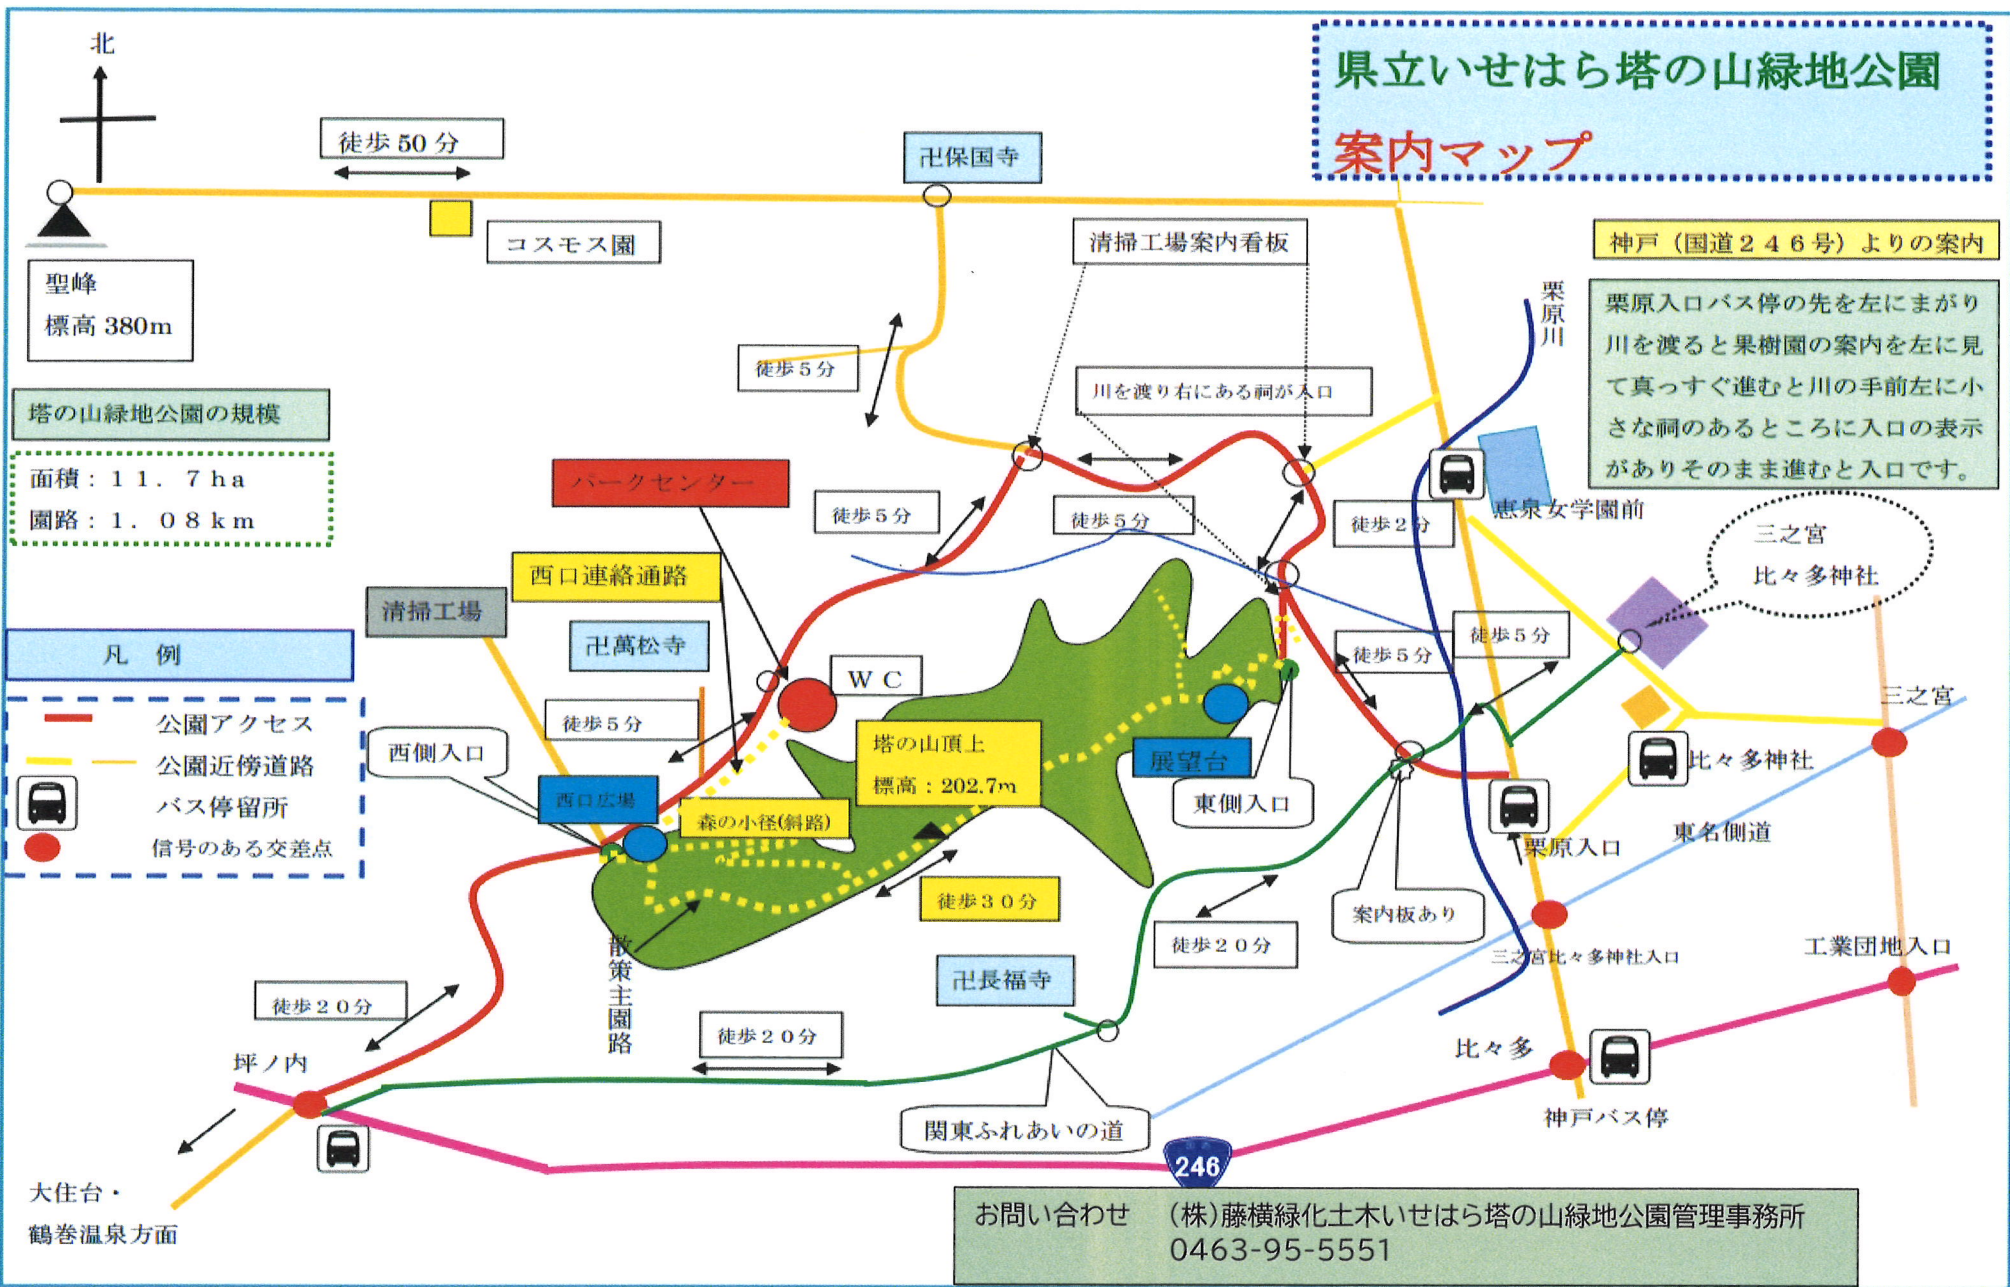 北
県立いせはら塔の山緑地公園
案内マップ
徒歩50分
卍保国寺
コスモス園
清掃工場案内看板
神戸（国道２４６号）よりの案内
聖峰
標高 380m
栗原川
栗原入口バス停の先を左にまがり
川を渡ると果樹園の案内を左に見
て真っすぐ進むと川の手前左に小
さな祠のあるところに入口の表示
がありそのまま進むと入口です。
徒歩５分
川を渡り右にある祠が入口
塔の山緑地公園の規模
面積：１１．７ha
園路：１．０８km
パークセンター
徒歩５分
徒歩５分
徒歩２分
恵泉女学園前
三之宮
比々多神社
西口連絡通路
清掃工場
卍萬松寺
徒歩５分
徒歩５分
凡 例
公園アクセス
公園近傍道路
バス停留所
信号のある交差点
ＷＣ
徒歩５分
西側入口
塔の山頂上
標高：202.7m
展望台
東側入口
三之宮
比々多神社
西口広場
森の小径(斜路)
栗原入口
東名側道
徒歩３０分
案内板あり
徒歩２０分
散策主園路
卍長福寺
三之宮比々多神社入口
工業団地入口
徒歩２０分
徒歩２０分
坪ノ内
比々多
関東ふれあいの道
神戸バス停
246
大住台・
鶴巻温泉方面
お問い合わせ （株）藤横緑化土木いせはら塔の山緑地公園管理事務所
0463-95-5551